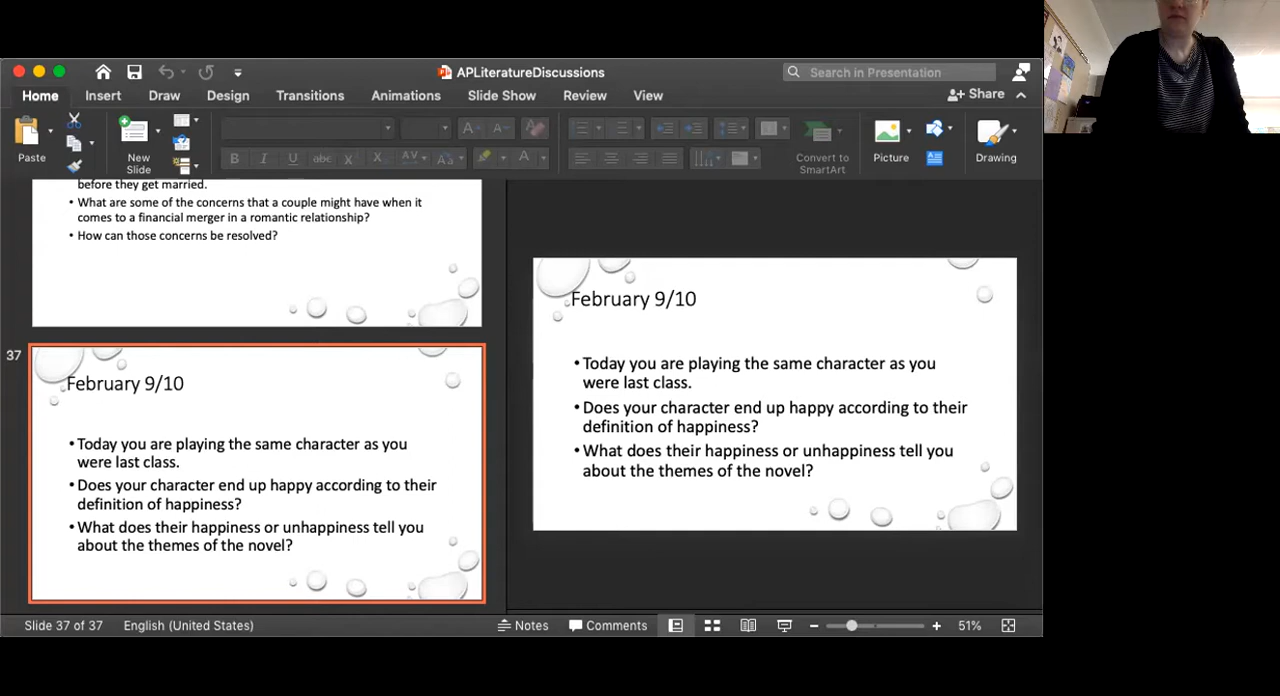 APLiteratureDiscussions
Search in Presentation
Home
Insert
Draw
Design
Transitions
Animations
Slide Show
Review
View
Share
Paste
New
Slide
B
I
U
abc
X
X
AV
A
A
A
Convert to
SmartArt
Picture
Drawing
before they get married.
• What are some of the concerns that a couple might have when it
comes to a financial merger in a romantic relationship?
• How can those concerns be resolved?
37
February 9/10
• Today you are playing the same character as you
were last class.
• Does your character end up happy according to their
definition of happiness?
• What does their happiness or unhappiness tell you
about the themes of the novel?
February 9/10
• Today you are playing the same character as you
were last class.
• Does your character end up happy according to their
definition of happiness?
• What does their happiness or unhappiness tell you
about the themes of the novel?
Slide 37 of 37
English (United States)
Notes
Comments
51%